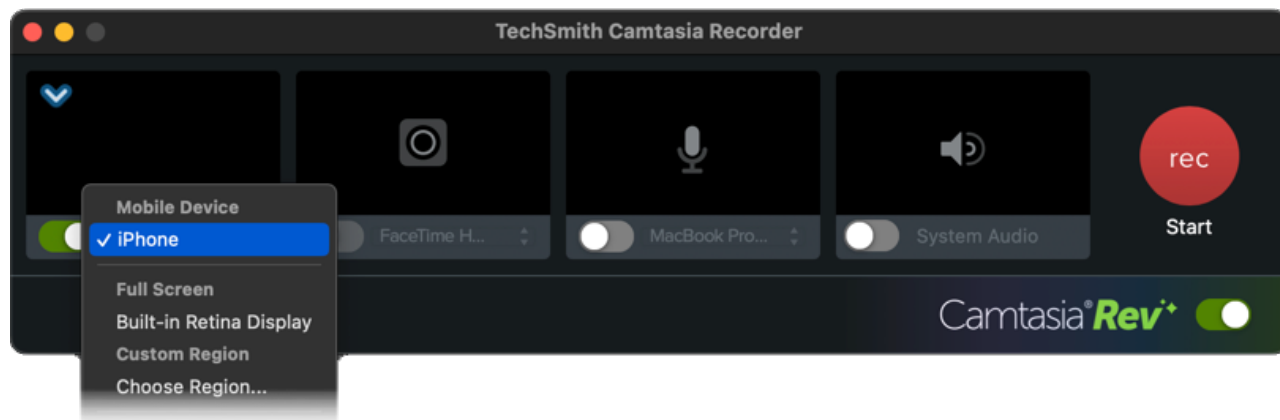 TechSmith Camtasia Recorder
rec
Start
FaceTime H...
MacBook Pro...
System Audio
Mobile Device
✓ iPhone
Full Screen
Built-in Retina Display
Custom Region
Choose Region...
Camtasia® Rev